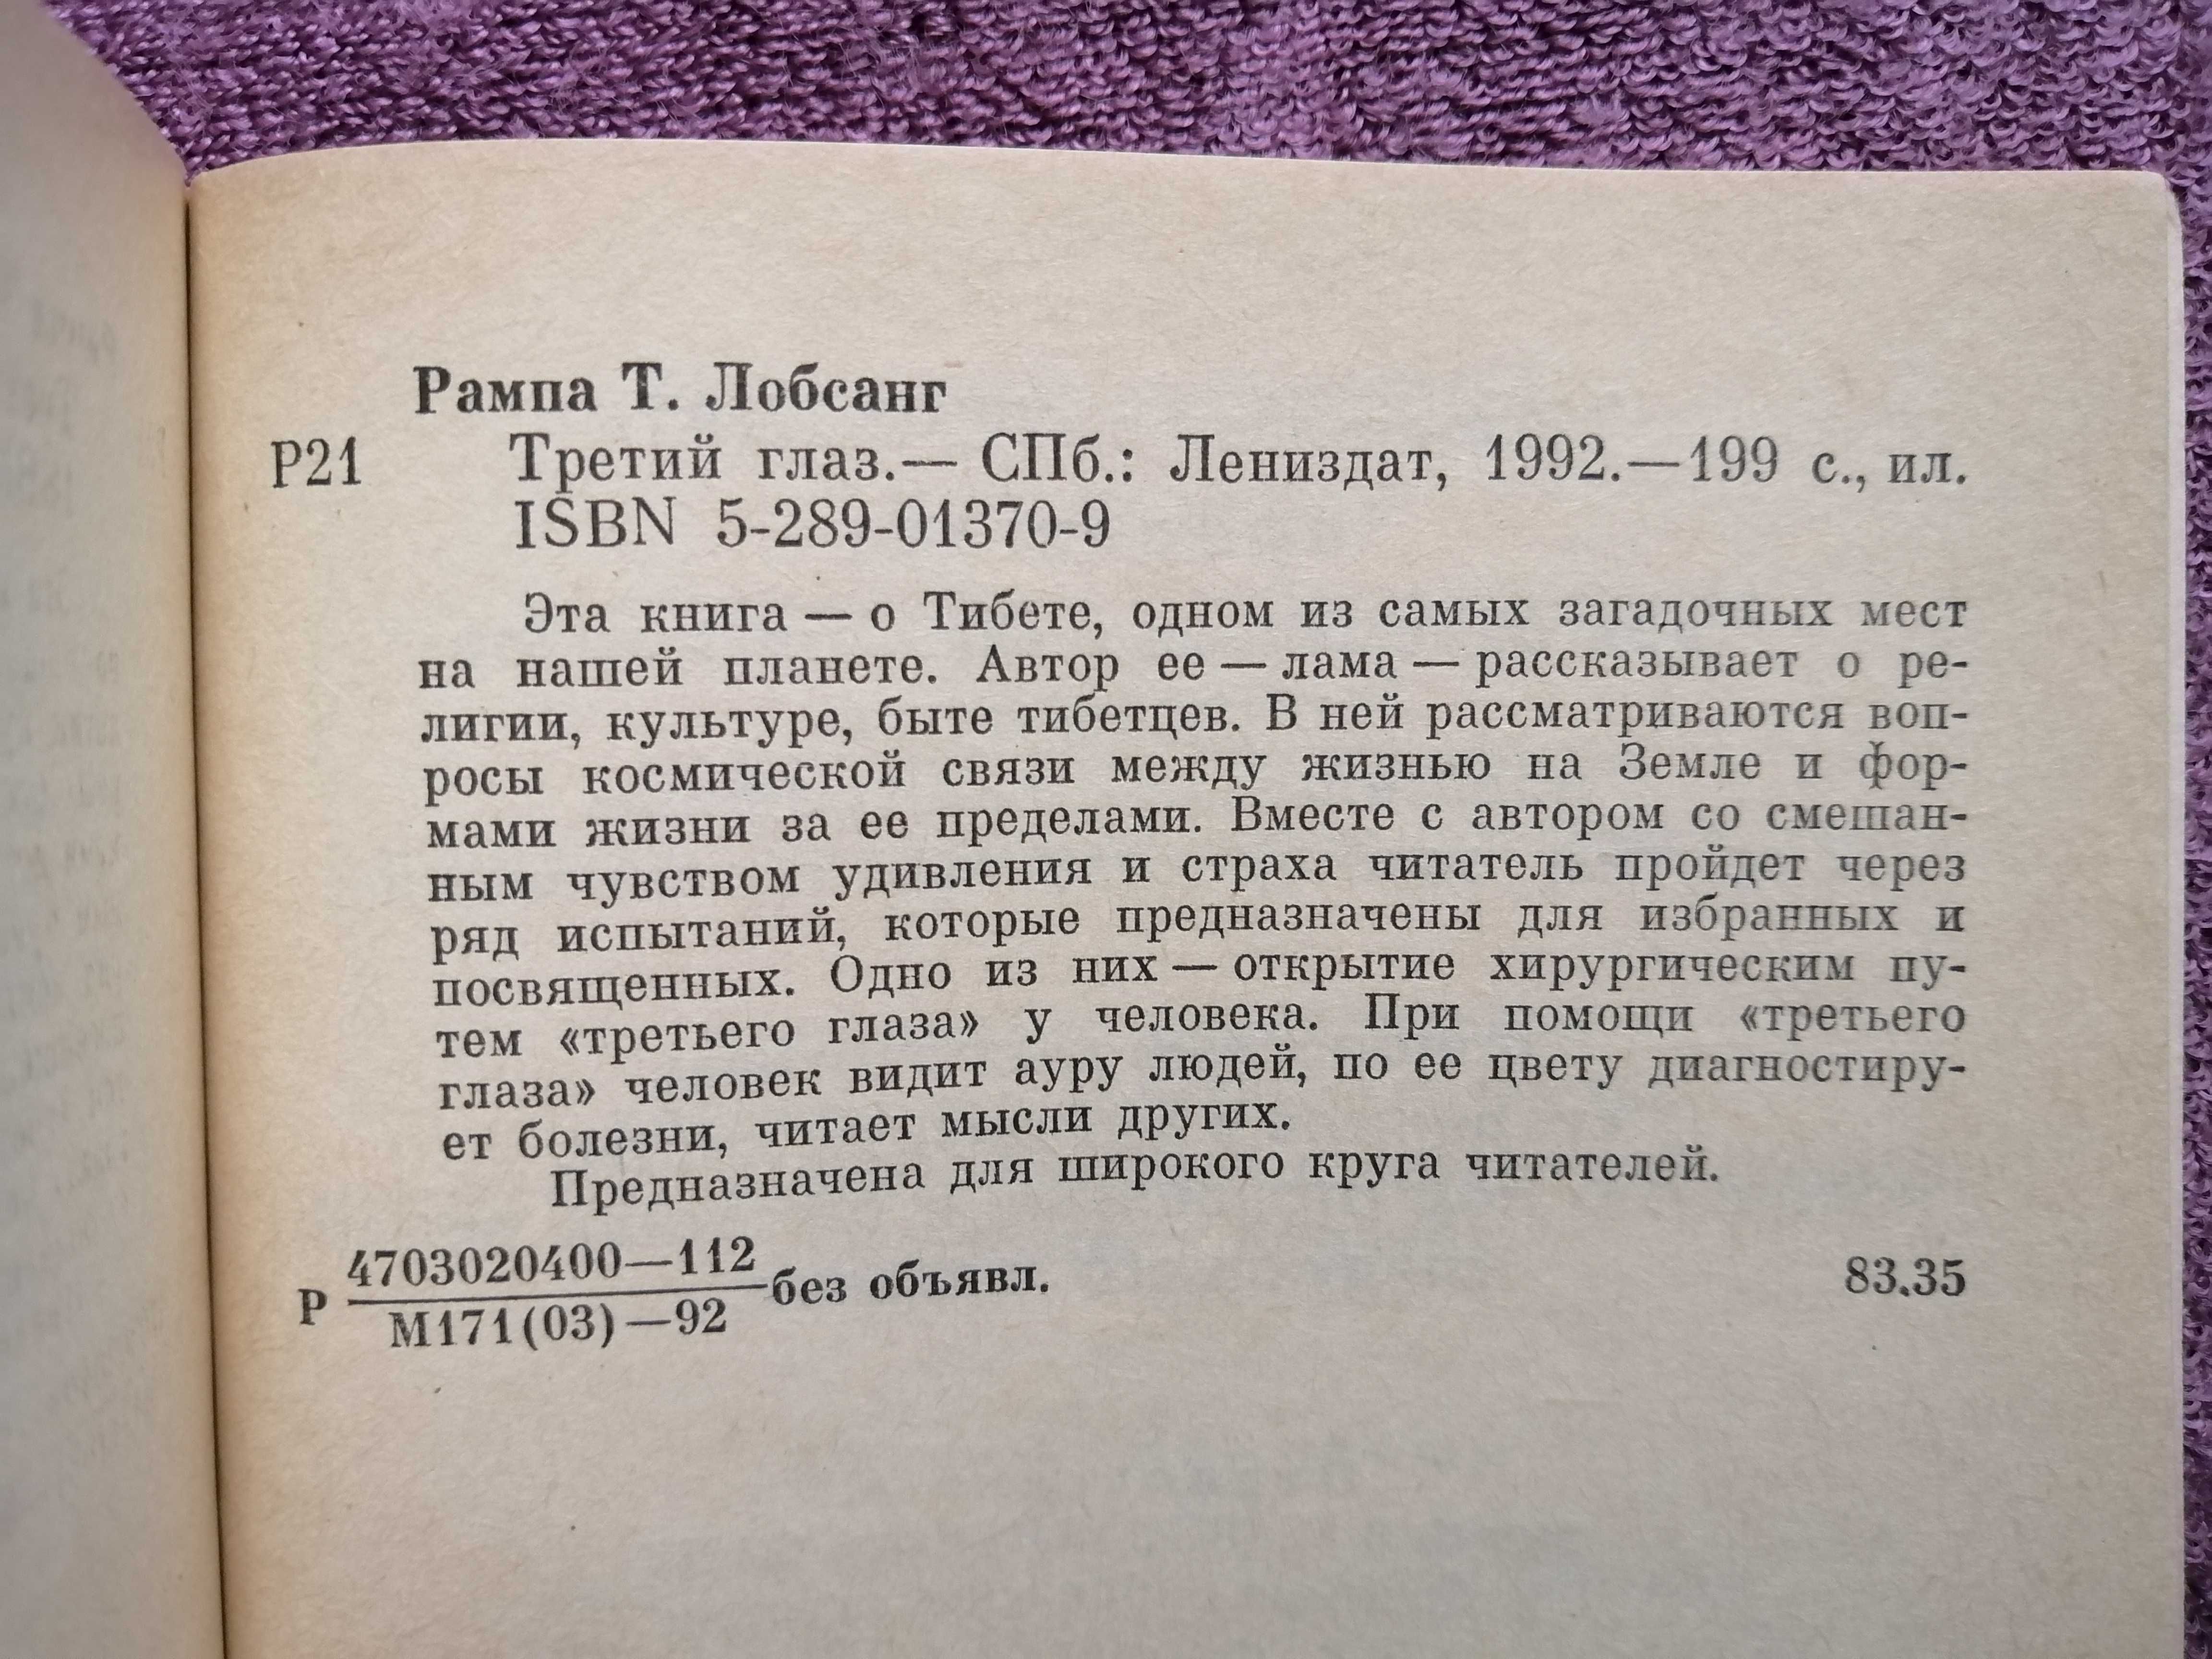 Рампа Т. Лобсанг
Р21 Третий глаз.— СПб.: Лениздат, 1992.—199 с., ил.
ISBN 5-289-01370-9
Эта книга — о Тибете, одном из самых загадочных мест
на нашей планете. Автор ее — лама — рассказывает о ре-
лигии, культуре, быте тибетцев. В ней рассматриваются воп-
росы космической связи между жизнью на Земле и фор-
мами жизни за ее пределами. Вместе с автором со смешан-
ным чувством удивления и страха читатель пройдет через
ряд испытаний, которые предназначены для избранных и
посвященных. Одно из них — открытие хирургическим пу-
тем «третьего глаза» у человека. При помощи «третьего
глаза» человек видит ауру людей, по ее цвету диагностиру-
ет болезни, читает мысли других.
Предназначена для широкого круга читателей.
4703020400—112
Р без объявл. 83.35
М171(03)—92